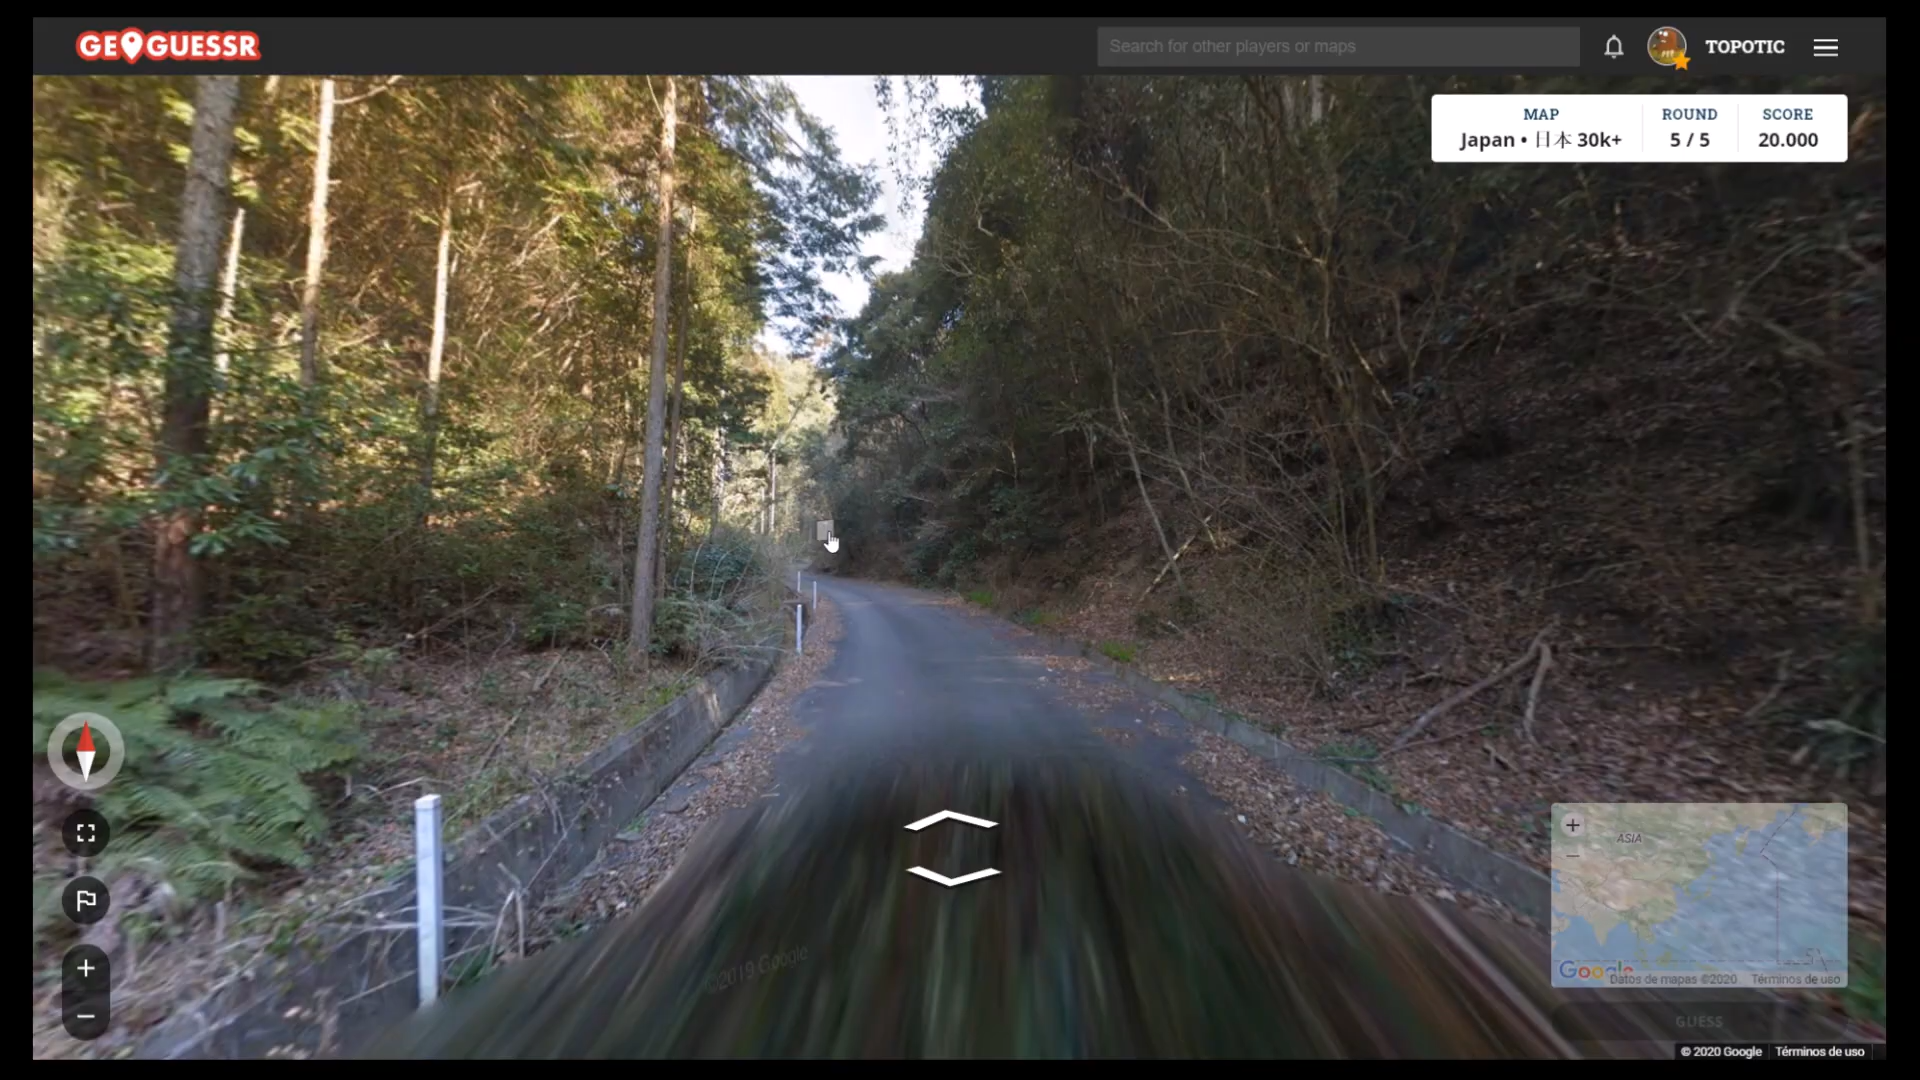 GEOGUESSR
Search for other players or maps
TOPOTIC
MAP
Japan • 日本 30k+
ROUND
5 / 5
SCORE
20.000
©2019 Google
ASIA
Google
Datos de mapas ©2020
Términos de uso
GUESS
© 2020 Google
Términos de uso